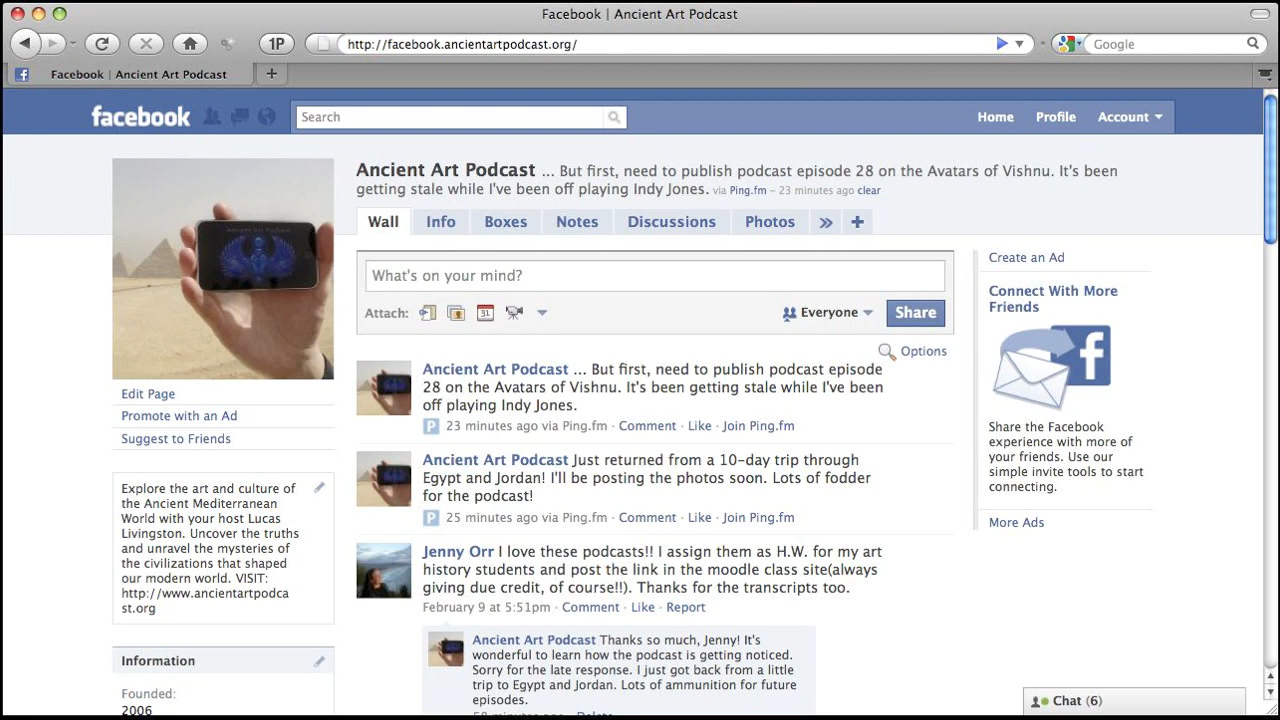 Facebook | Ancient Art Podcast
1P
http://facebook.ancientartpodcast.org/
Google
Facebook | Ancient Art Podcast
facebook
Search
Home Profile Account
Ancient Art Podcast ... But first, need to publish podcast episode 28 on the Avatars of Vishnu. It's been
getting stale while I've been off playing Indy Jones. via Ping.fm – 23 minutes ago clear
Wall Info Boxes Notes Discussions Photos » +
Ancient Art Podcast
Edit Page
Promote with an Ad
Suggest to Friends
Explore the art and culture of
the Ancient Mediterranean
World with your host Lucas
Livingston. Uncover the truths
and unravel the mysteries of
the civilizations that shaped
our modern world. VISIT:
http://www.ancientartpodca
st.org
Information
Founded:
2006
What's on your mind?
Attach: 31 Everyone Share
Options
Ancient Art Podcast ... But first, need to publish podcast episode
28 on the Avatars of Vishnu. It's been getting stale while I've been
off playing Indy Jones.
P 23 minutes ago via Ping.fm · Comment · Like · Join Ping.fm
Ancient Art Podcast Just returned from a 10-day trip through
Egypt and Jordan! I'll be posting the photos soon. Lots of fodder
for the podcast!
P 25 minutes ago via Ping.fm · Comment · Like · Join Ping.fm
Jenny Orr I love these podcasts!! I assign them as H.W. for my art
history students and post the link in the moodle class site(always
giving due credit, of course!!). Thanks for the transcripts too.
February 9 at 5:51pm · Comment · Like · Report
Ancient Art Podcast Thanks so much, Jenny! It's
wonderful to learn how the podcast is getting noticed.
Sorry for the late response. I just got back from a little
trip to Egypt and Jordan. Lots of ammunition for future
episodes.
58 minutes ago · Delete
Create an Ad
Connect With More
Friends
f
Share the Facebook
experience with more of
your friends. Use our
simple invite tools to start
connecting.
More Ads
Chat (6)